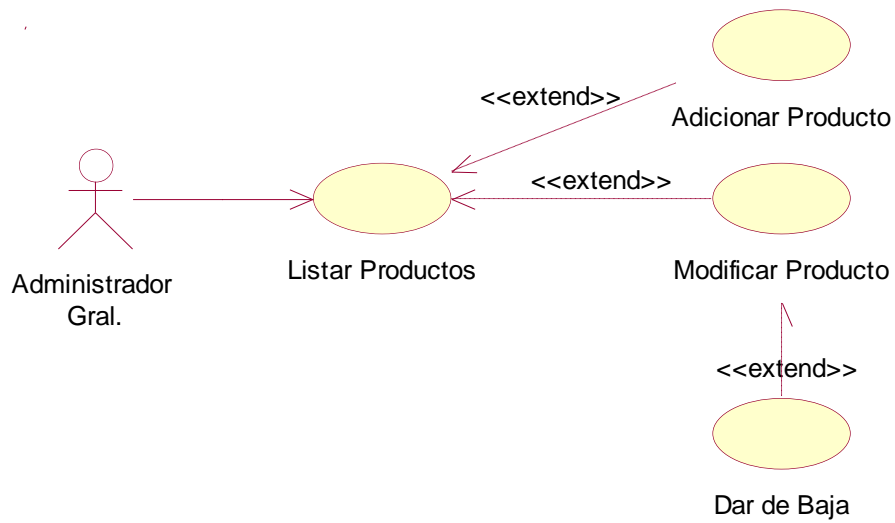 <<extend>>
Adicionar Producto
<<extend>>
Listar Productos
Modificar Producto
Administrador
Gral.
<<extend>>
Dar de Baja